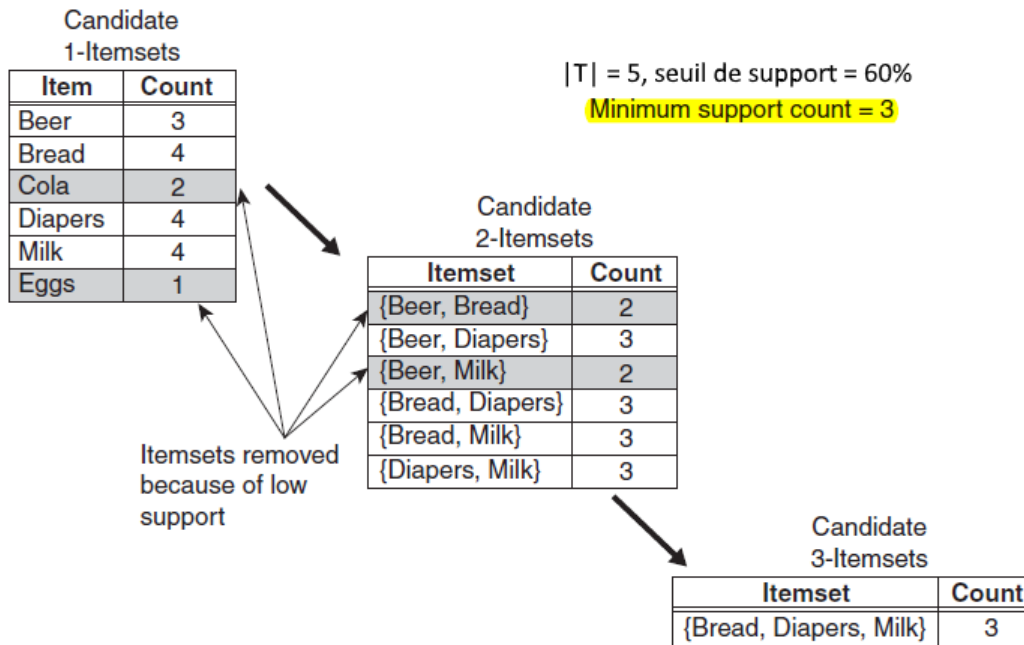 Candidate
1-Itemsets
Item Count
Beer 3
Bread 4
Cola 2
Diapers 4
Milk 4
Eggs 1
|T| = 5, seuil de support = 60%
Minimum support count = 3
Candidate
2-Itemsets
Itemset Count
{Beer, Bread} 2
{Beer, Diapers} 3
{Beer, Milk} 2
{Bread, Diapers} 3
{Bread, Milk} 3
{Diapers, Milk} 3
Itemsets removed
because of low
support
Candidate
3-Itemsets
Itemset Count
{Bread, Diapers, Milk} 3